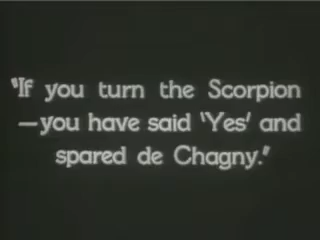 "If you turn the Scorpion
—you have said 'Yes' and
spared de Chagny."